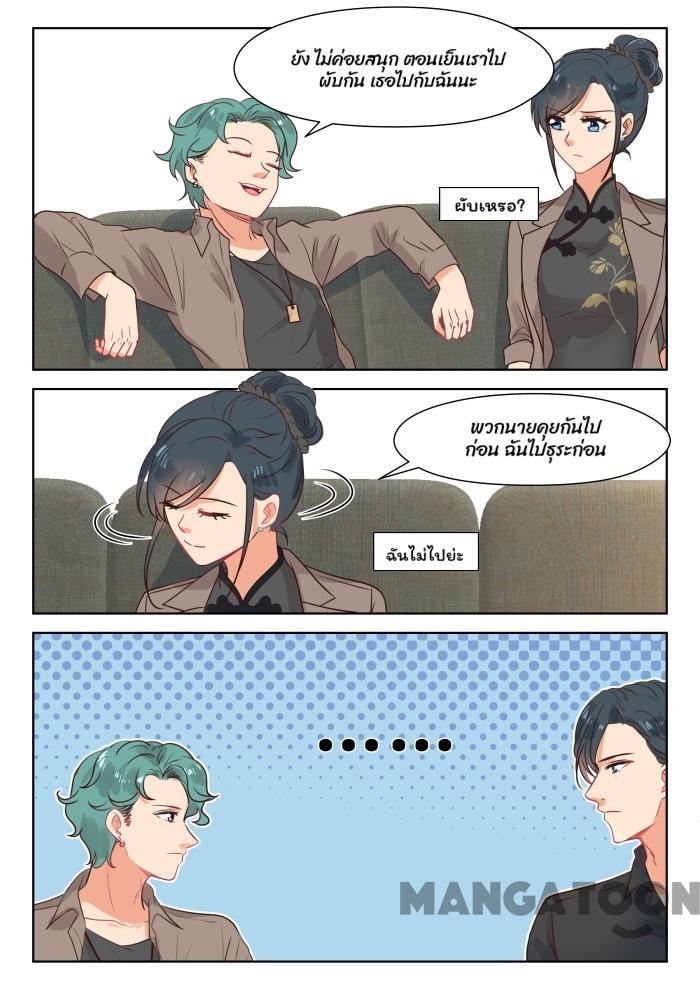 ยัง ไม่ค่อยสนุก ตอนเย็นเราไป
ผับกัน เธอไปกับฉันนะ
ผับเหรอ?
พวกนายคุยกันไป
ก่อน ฉันไปธุระก่อน
ฉันไม่ไปย่ะ
......
MANGATOON